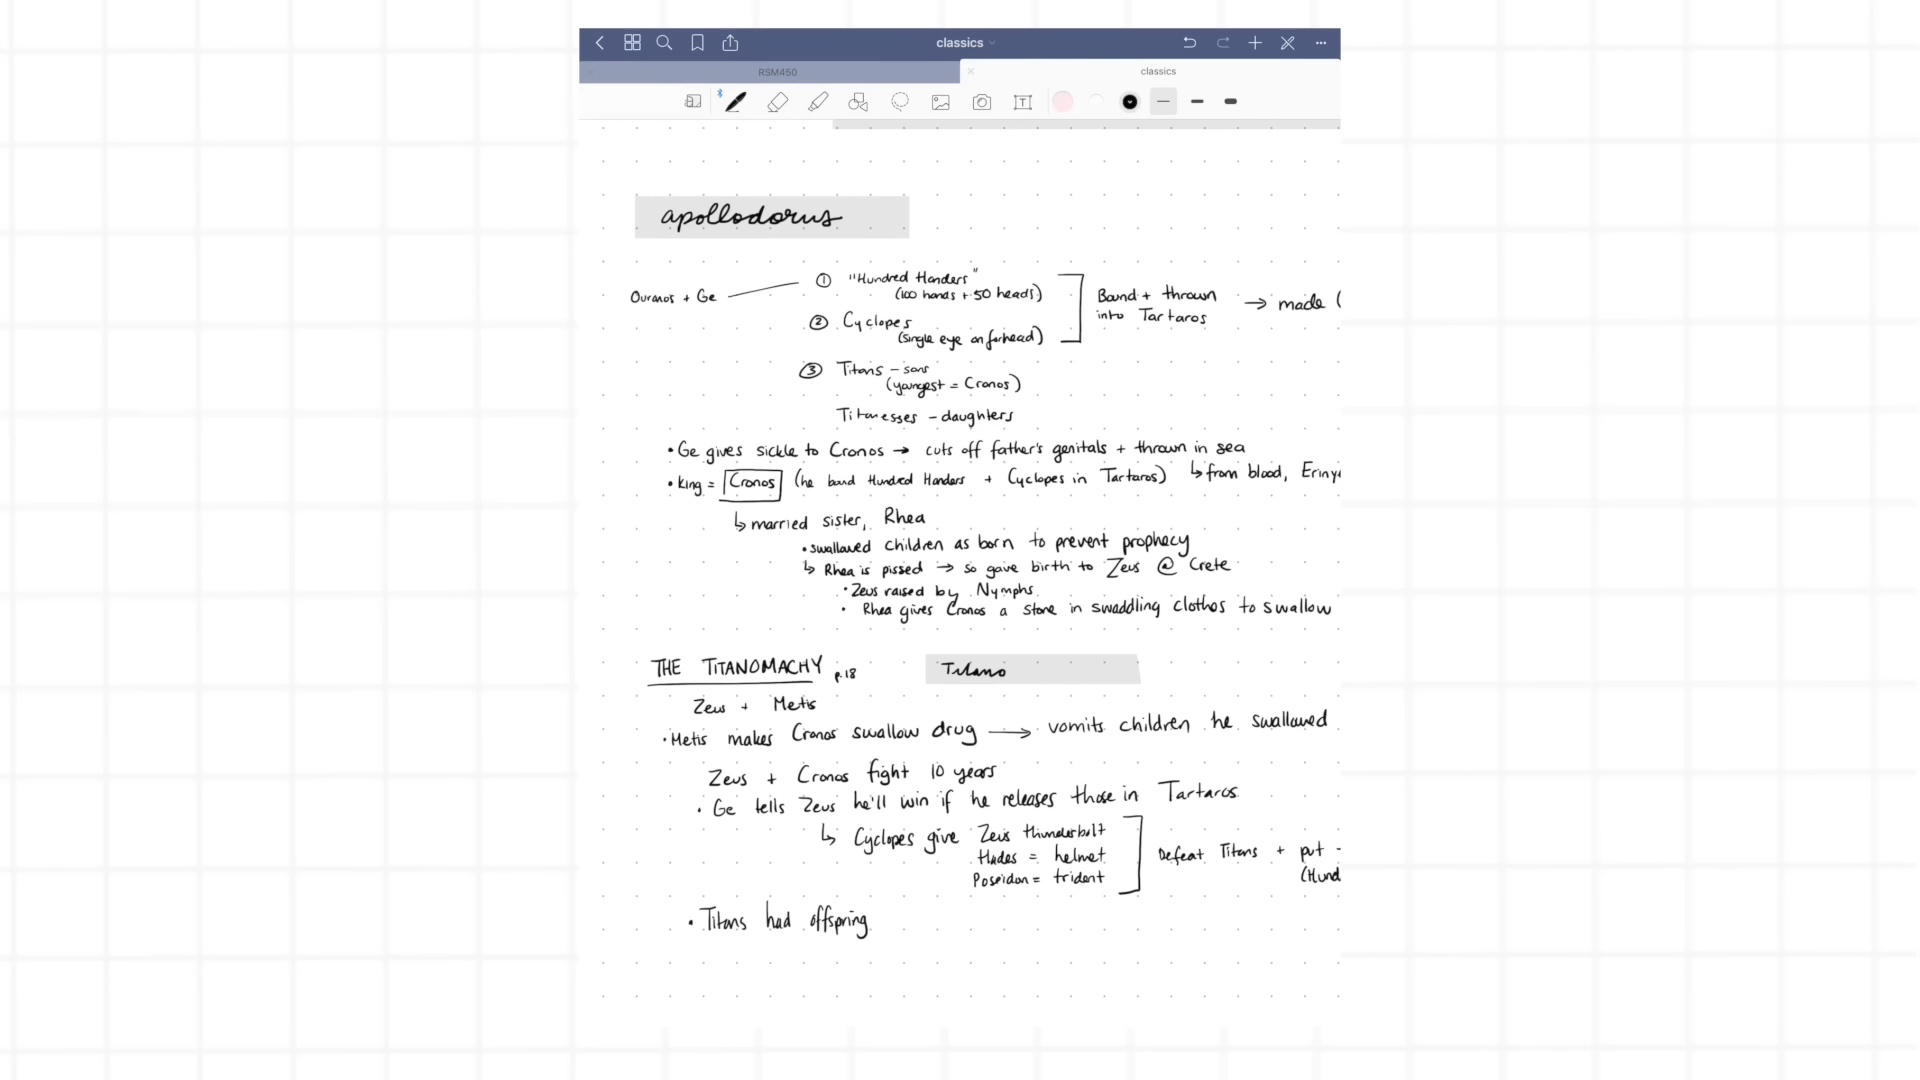 classics
RSM450
classics
apollodorus
Ouranos + Ge
① "Hundred Handers"
(100 hands + 50 heads)
② Cyclopes
(single eye on forhead)
Bound + thrown
into Tartaros
→ made (
③ Titans - sons
(youngest = Cronos)
Titanesses - daughters
• Ge gives sickle to Cronos → cuts off father's genitals + thrown in sea
• King = Cronos (he bound Hundred Handers + Cyclopes in Tartaros) ↳ from blood, Eriny
↳ married sister, Rhea
• swallowed children as born to prevent prophecy
↳ Rhea is pissed → so gave birth to Zeus @ Crete
• Zeus raised by Nymphs
• Rhea gives Cronos a stone in swaddling clothes to swallow
THE TITANOMACHY p.18
Titano
Zeus + Metis
• Metis makes Cronos swallow drug → vomits children he swallowed
Zeus + Cronos fight 10 years
• Ge tells Zeus he'll win if he releases those in Tartaros
↳ Cyclopes give Zeus thunderbolt
Hades = helmet
Poseidon = trident
Defeat Titans + put
(Hund
• Titans had offspring